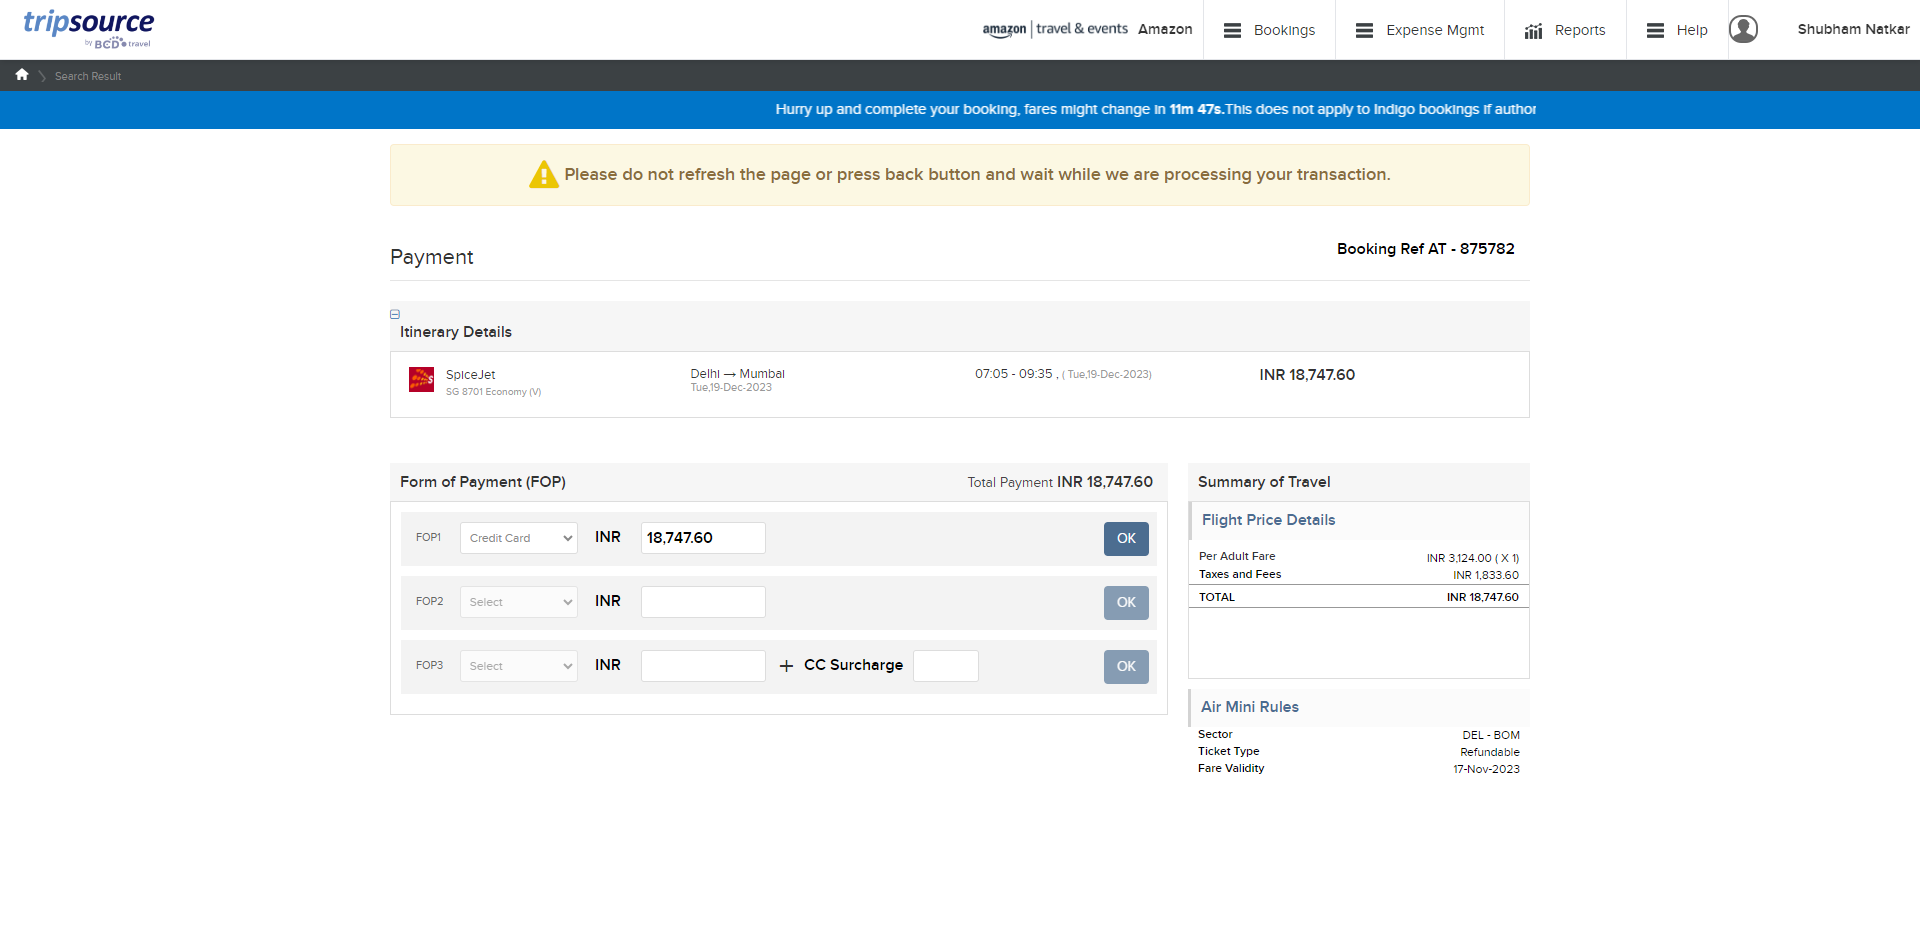 tripsource
by BCD travel
amazon | travel & events Amazon
Bookings
Expense Mgmt
Reports
Help
Shubham Natkar
Search Result
Hurry up and complete your booking, fares might change in 11m 47s.This does not apply to Indigo bookings if author
Please do not refresh the page or press back button and wait while we are processing your transaction.
Payment
Booking Ref AT - 875782
Itinerary Details
SpiceJet
SG 8701 Economy (V)
Delhi → Mumbai
Tue,19-Dec-2023
07:05 - 09:35 , ( Tue,19-Dec-2023)
INR 18,747.60
Form of Payment (FOP)
Total Payment INR 18,747.60
FOP1 Credit Card INR 18,747.60 OK
FOP2 Select INR OK
FOP3 Select INR + CC Surcharge OK
Summary of Travel
Flight Price Details
Per Adult Fare INR 3,124.00 ( X 1)
Taxes and Fees INR 1,833.60
TOTAL INR 18,747.60
Air Mini Rules
Sector DEL - BOM
Ticket Type Refundable
Fare Validity 17-Nov-2023